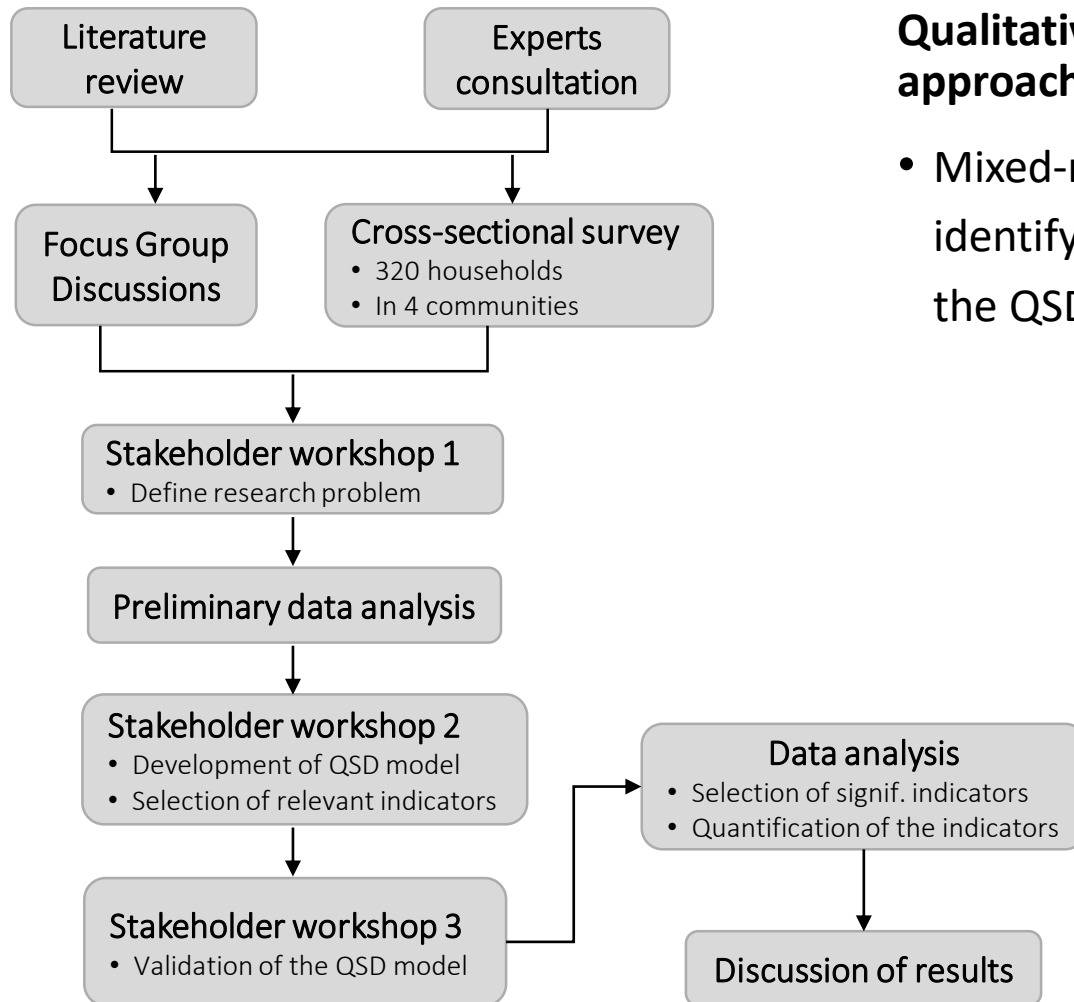 Literature
review
Experts
consultation
Focus Group
Discussions
Cross-sectional survey
• 320 households
• In 4 communities
Stakeholder workshop 1
• Define research problem
Preliminary data analysis
Stakeholder workshop 2
• Development of QSD model
• Selection of relevant indicators
Stakeholder workshop 3
• Validation of the QSD model
Data analysis
• Selection of signif. indicators
• Quantification of the indicators
Discussion of results
approach
• 
identify
the